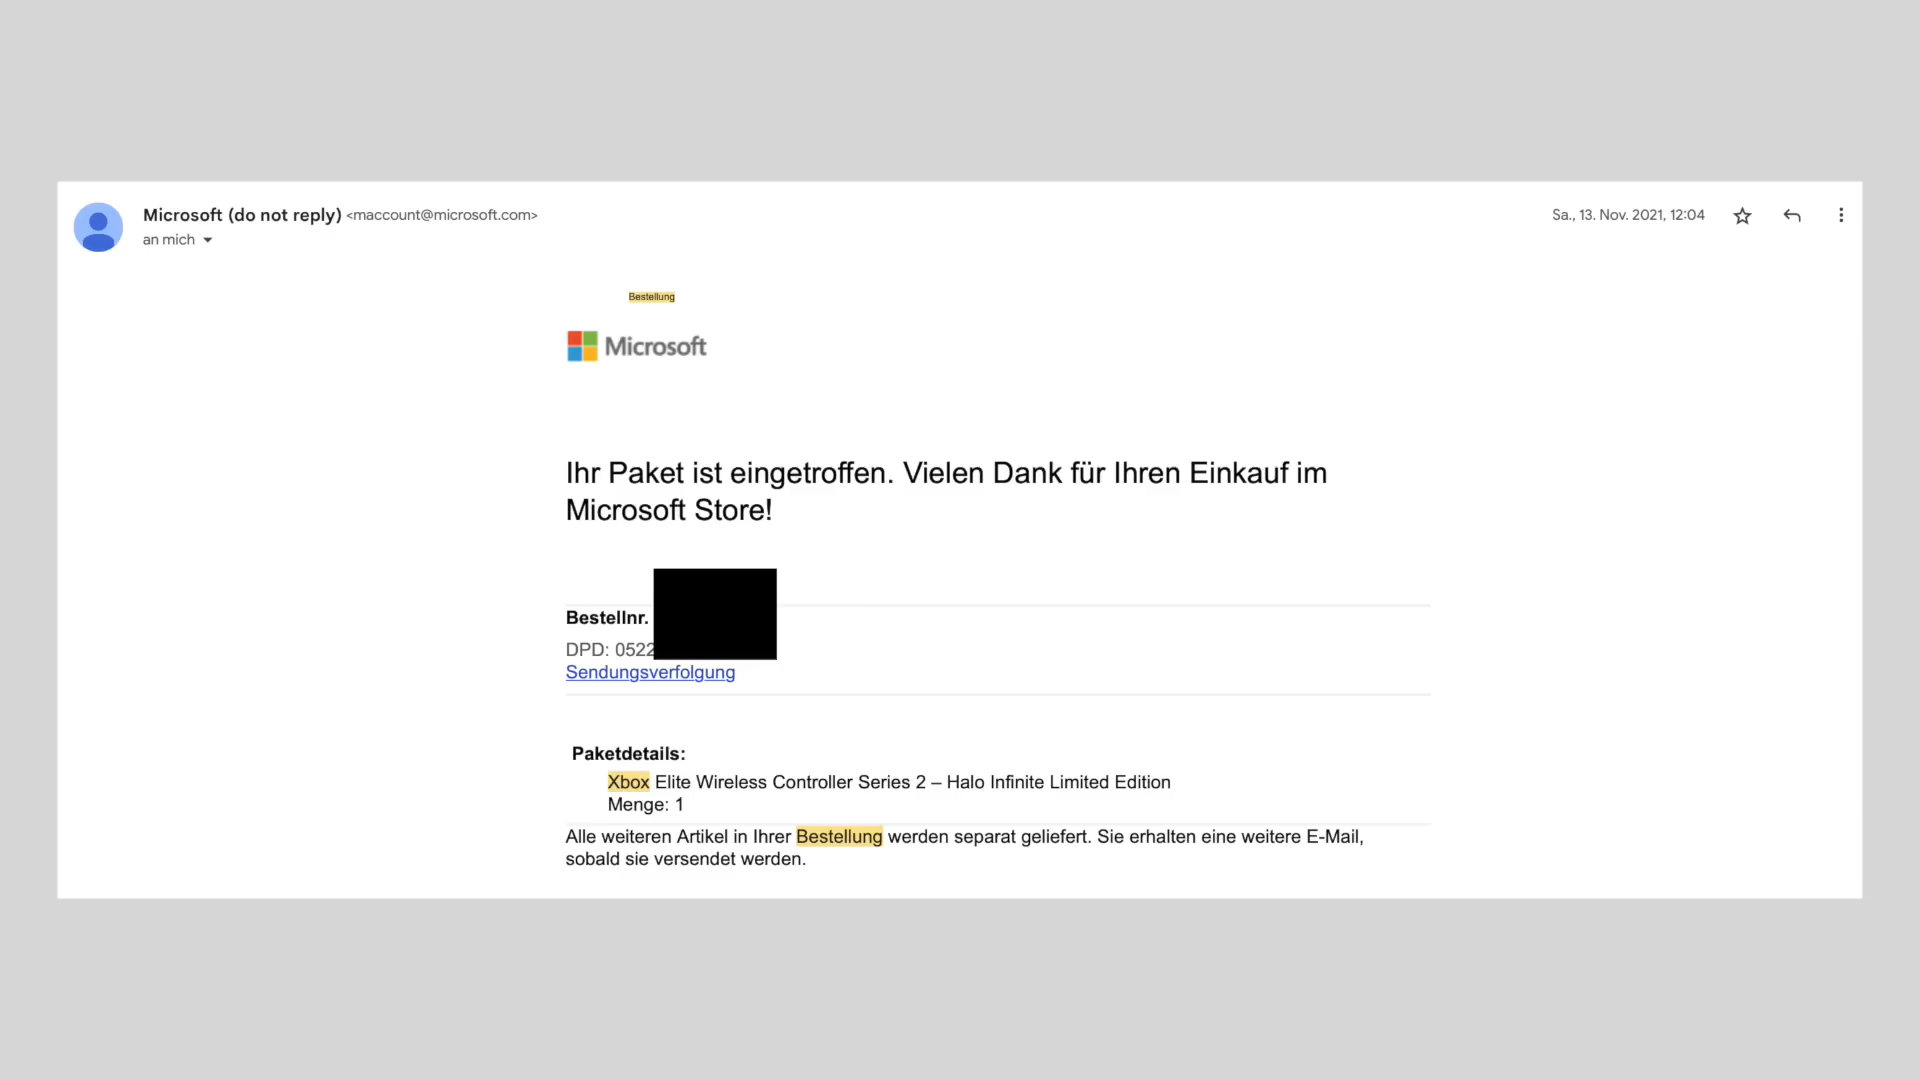 Microsoft (do not reply) <maccount@microsoft.com>
Sa., 13. Nov. 2021, 12:04
an mich
Bestellung
Microsoft
Ihr Paket ist eingetroffen. Vielen Dank für Ihren Einkauf im
Microsoft Store!
Bestellnr.
DPD: 0522
Sendungsverfolgung
Paketdetails:
Xbox Elite Wireless Controller Series 2 – Halo Infinite Limited Edition
Menge: 1
Alle weiteren Artikel in Ihrer Bestellung werden separat geliefert. Sie erhalten eine weitere E-Mail,
sobald sie versendet werden.